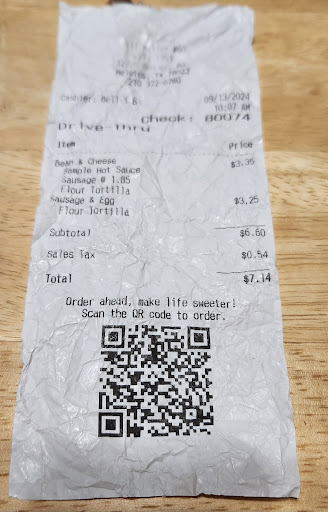 Cashier: Bell T B
09/13/2024
10:07 AM
Check: 80074
Drive-Thru
Item Price
Bean & Cheese $3.35
Sample Hot Sauce
Sausage @ 1.85
Flour Tortilla
Sausage & Egg $3.25
Flour Tortilla
Subtotal $6.60
Sales Tax $0.54
Total $7.14
Order ahead, make life sweeter!
Scan the QR code to order.